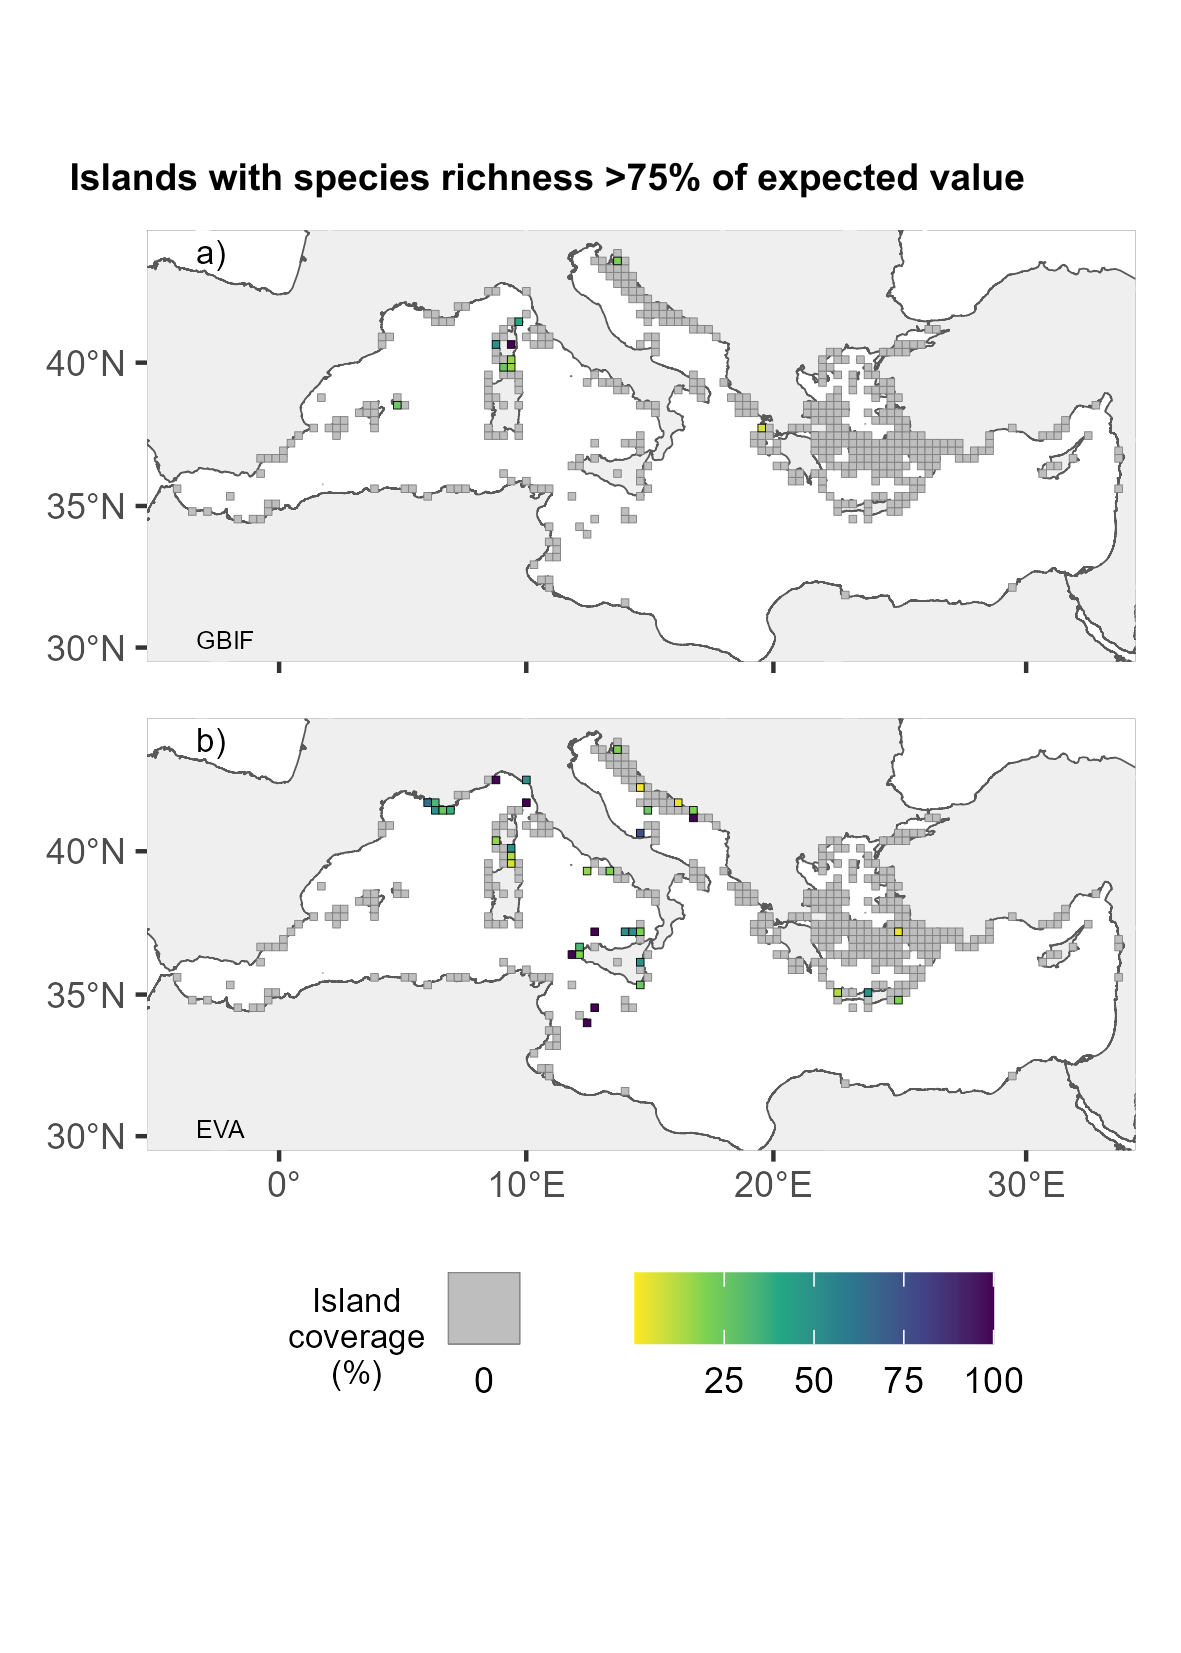 Islands with species richness >75% of expected value
a)
40°N
35°N
30°N
GBIF
b)
40°N
35°N
30°N
EVA
0° 10°E 20°E 30°E
Island
coverage
(%)
0
25 50 75 100